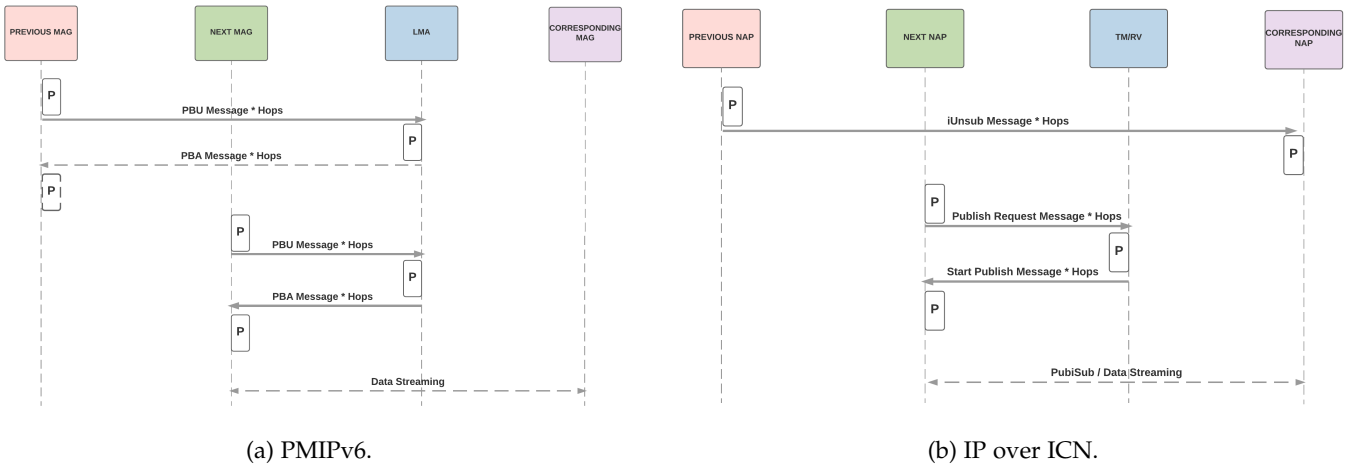 PREVIOUS MAG
NEXT MAG
LMA
CORRESPONDING
MAG
P
PBU Message * Hops
P
PBA Message * Hops
P
P
PBU Message * Hops
P
PBA Message * Hops
P
Data Streaming
(a) PMIPv6.
PREVIOUS NAP
NEXT NAP
TM/RV
CORRESPONDING
NAP
P
iUnsub Message * Hops
P
P
Publish Request Message * Hops
P
Start Publish Message * Hops
P
PubiSub / Data Streaming
(b) IP over ICN.